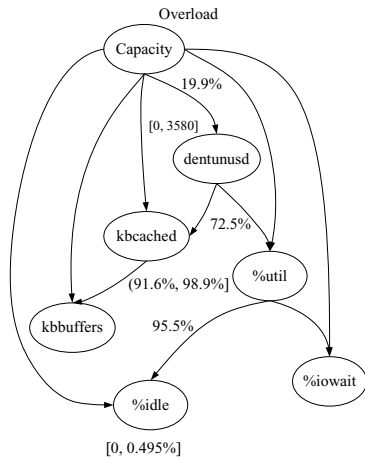 Overload
Capacity
19.9%
[0, 3580]
dentunusd
kbcached
72.5%
%util
(91.6%, 98.9%]
kbbuffers
95.5%
%iowait
%idle
[0, 0.495%]